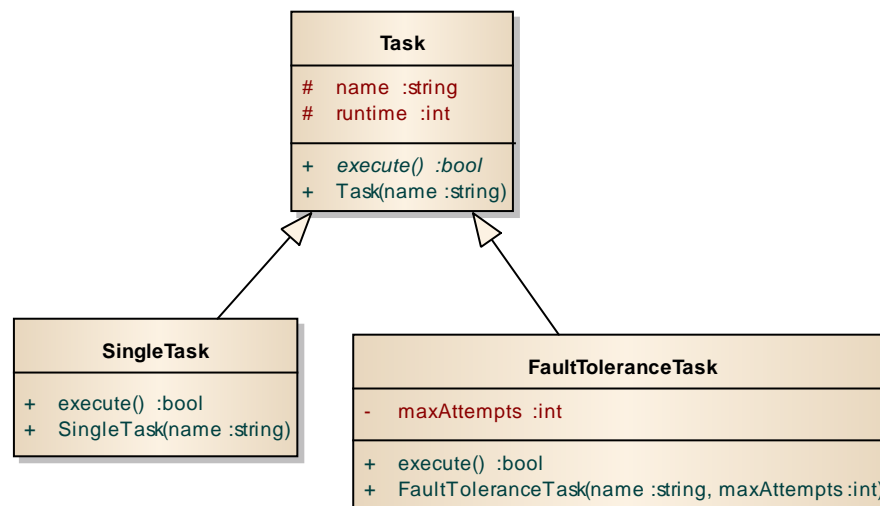 Task
# name :string
# runtime :int
+ execute() :bool
+ Task(name :string)
SingleTask
+ execute() :bool
+ SingleTask(name :string)
FaultToleranceTask
- maxAttempts :int
+ execute() :bool
+ FaultToleranceTask(name :string, maxAttempts :int)